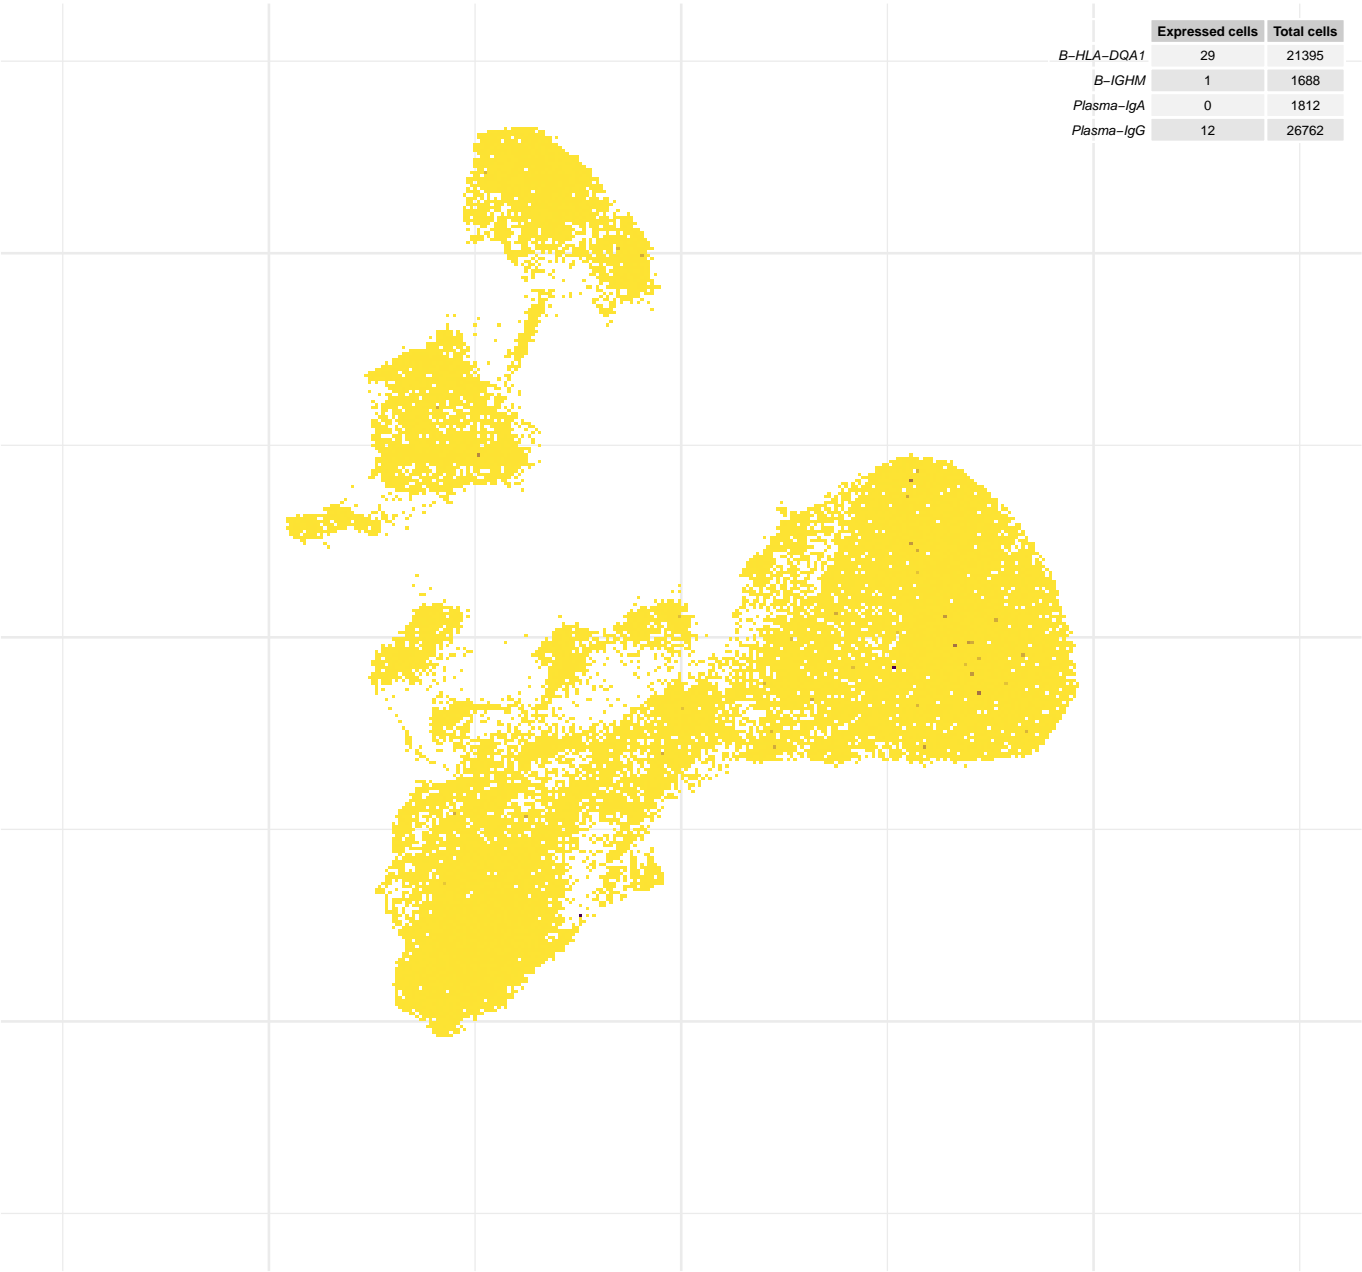 Expressed cells Total cells
B-HLA-DQA1 29 21395
B-IGHM 1 1688
Plasma-IgA 0 1812
Plasma-IgG 12 26762